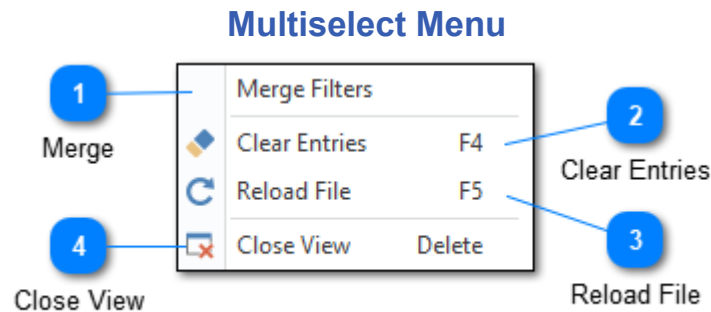 Multiselect Menu
1
Merge
Merge Filters
Clear Entries F4
Reload File F5
Close View Delete
2
Clear Entries
3
Reload File
4
Close View